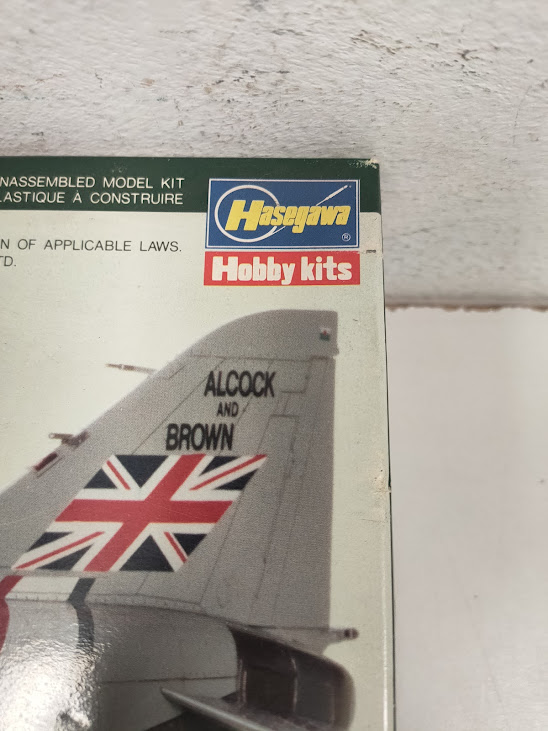 NASSEMBLED MODEL KIT
LASTIQUE À CONSTRUIRE
N OF APPLICABLE LAWS.
TD.
Hasegawa
®
Hobby kits
ALCOCK
AND
BROWN